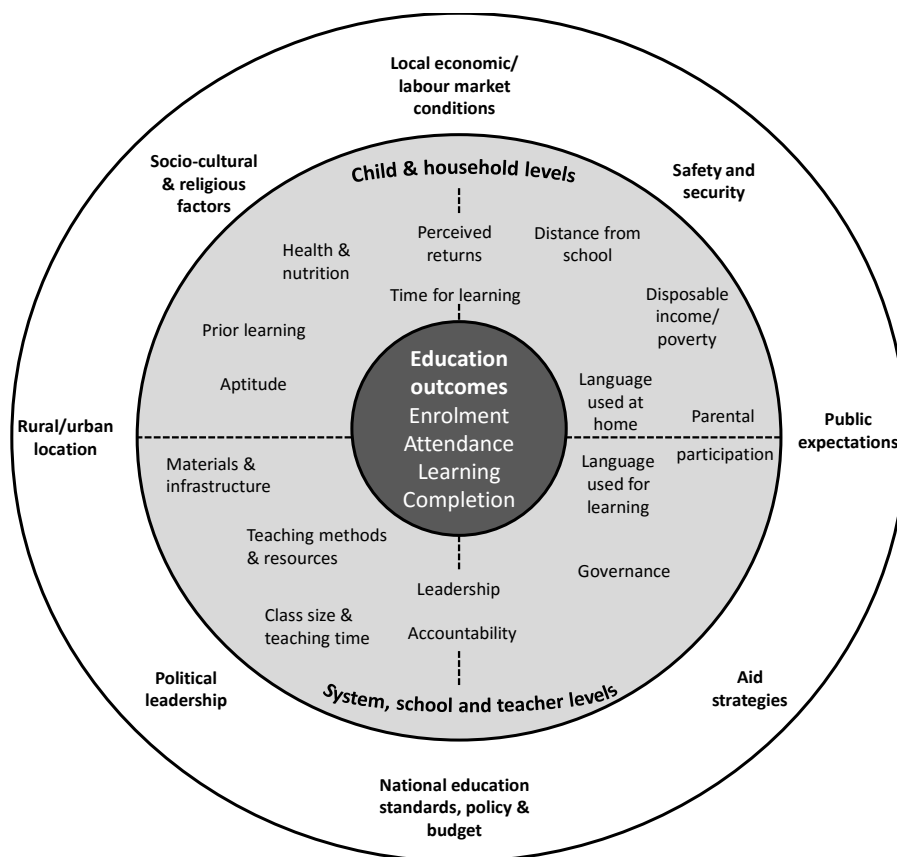 Local economic/
labour market
conditions
Socio-cultural
& religious
factors
Safety and
security
Child & household levels
Health &
nutrition
Perceived
returns
Distance from
school
Time for learning
Disposable
income/
poverty
Prior learning
Aptitude
Education
outcomes
Enrolment
Attendance
Learning
Completion
Language
used at
home
Parental
participation
Rural/urban
location
Public
expectations
Materials &
infrastructure
Language
used for
learning
Teaching methods
& resources
Leadership
Governance
Class size &
teaching time
Accountability
System, school and teacher levels
Political
leadership
Aid
strategies
National education
standards, policy &
budget